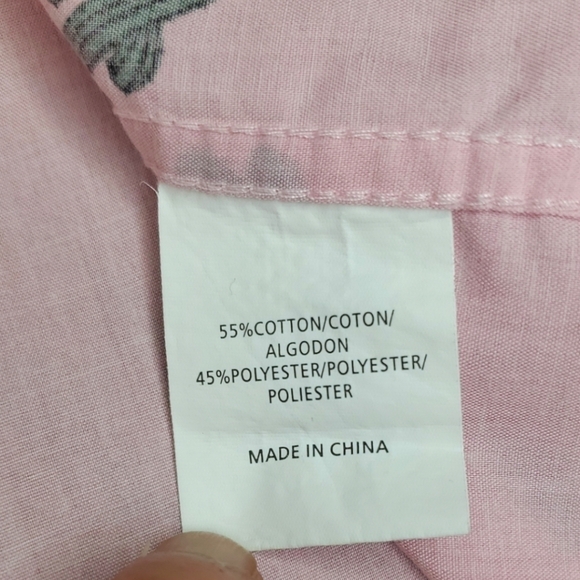 55%COTTON/COTON/
ALGODON
45%POLYESTER/POLYESTER/
POLIESTER
MADE IN CHINA